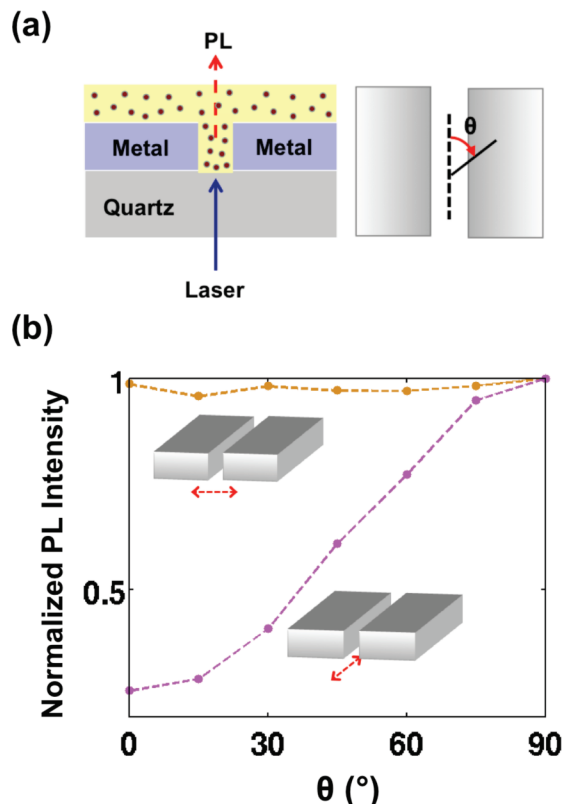 (a)
PL
Metal
Metal
θ
Quartz
Laser
(b)
Normalized PL Intensity
1
0.5
0
30
60
90
θ (°)